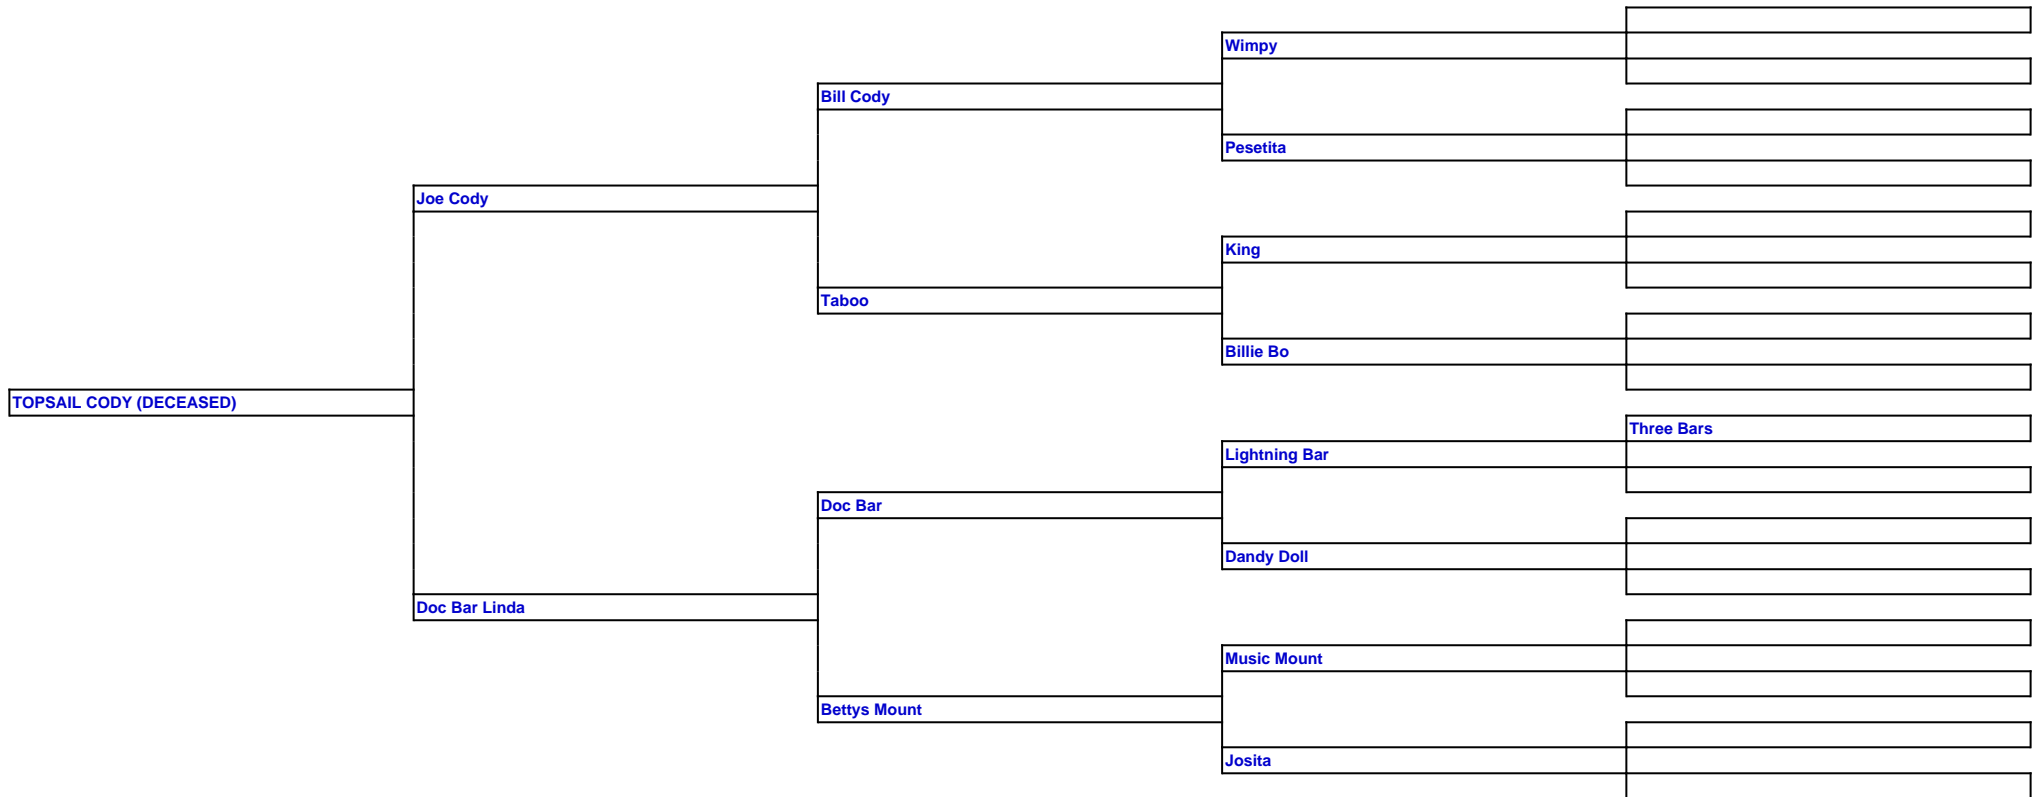 Wimpy
Bill Cody
Pesetita
Joe Cody
King
Taboo
Billie Bo
TOPSAIL CODY (DECEASED)
Three Bars
Lightning Bar
Doc Bar
Dandy Doll
Doc Bar Linda
Music Mount
Bettys Mount
Josita